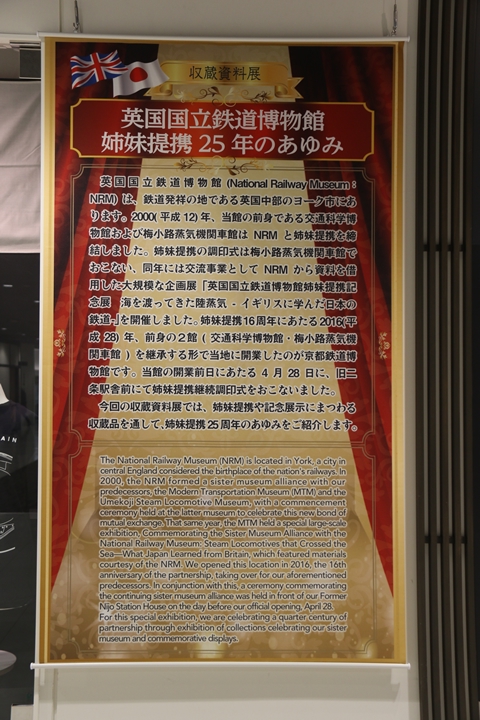 収蔵資料展
英国国立鉄道博物館
姉妹提携 25 年のあゆみ
英国国立鉄道博物館 (National Railway Museum :
NRM) は、鉄道発祥の地である英国中部のヨーク市にあ
ります。2000( 平成 12) 年、当館の前身である交通科学博
物館および梅小路蒸気機関車館は NRM と姉妹提携を締
結しました。姉妹提携の調印式は梅小路蒸気機関車館で
おこない、同年には交流事業として NRM から資料を借
用した大規模な企画展「英国国立鉄道博物館姉妹提携記
念展 海を渡ってきた陸蒸気 - イギリスに学んだ日本の
鉄道-」を開催しました。姉妹提携16周年にあたる2016(平
成 28) 年、前身の2館 ( 交通科学博物館・梅小路蒸気機
関車館 ) を継承する形で当地に開業したのが京都鉄道博
物館です。当館の開業前日にあたる 4 月 28 日に、旧二
条駅舎前にて姉妹提携継続調印式をおこないました。
今回の収蔵資料展では、姉妹提携や記念展示にまつわる
収蔵品を通して、姉妹提携25周年のあゆみをご紹介します。
The National Railway Museum (NRM) is located in York, a city in
central England considered the birthplace of the nation's railways. In
2000, the NRM formed a sister museum alliance with our
predecessors, the Modern Transportation Museum (MTM) and the
Umekoji Steam Locomotive Museum, with a commencement
ceremony held at the latter museum to celebrate this new bond of
mutual exchange. That same year, the MTM held a special large-scale
exhibition, Commemorating the Sister Museum Alliance with the
National Railway Museum: Steam Locomotives that Crossed the
Sea—What Japan Learned from Britain, which featured materials
courtesy of the NRM. We opened this location in 2016, the 16th
anniversary of the partnership, taking over for our aforementioned
predecessors. In conjunction with this, a ceremony commemorating
the continuing sister museum alliance was held in front of our Former
Nijo Station House on the day before our official opening, April 28.
For this special exhibition, we are celebrating a quarter century of
partnership through exhibition of collections celebrating our sister
museum and commemorative displays.